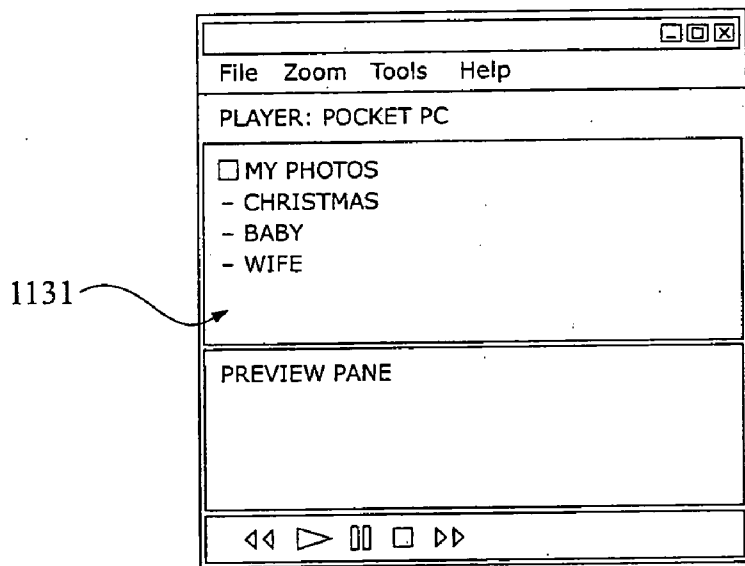 File Zoom Tools Help
PLAYER: POCKET PC
MY PHOTOS
– CHRISTMAS
– BABY
– WIFE
1131
PREVIEW PANE